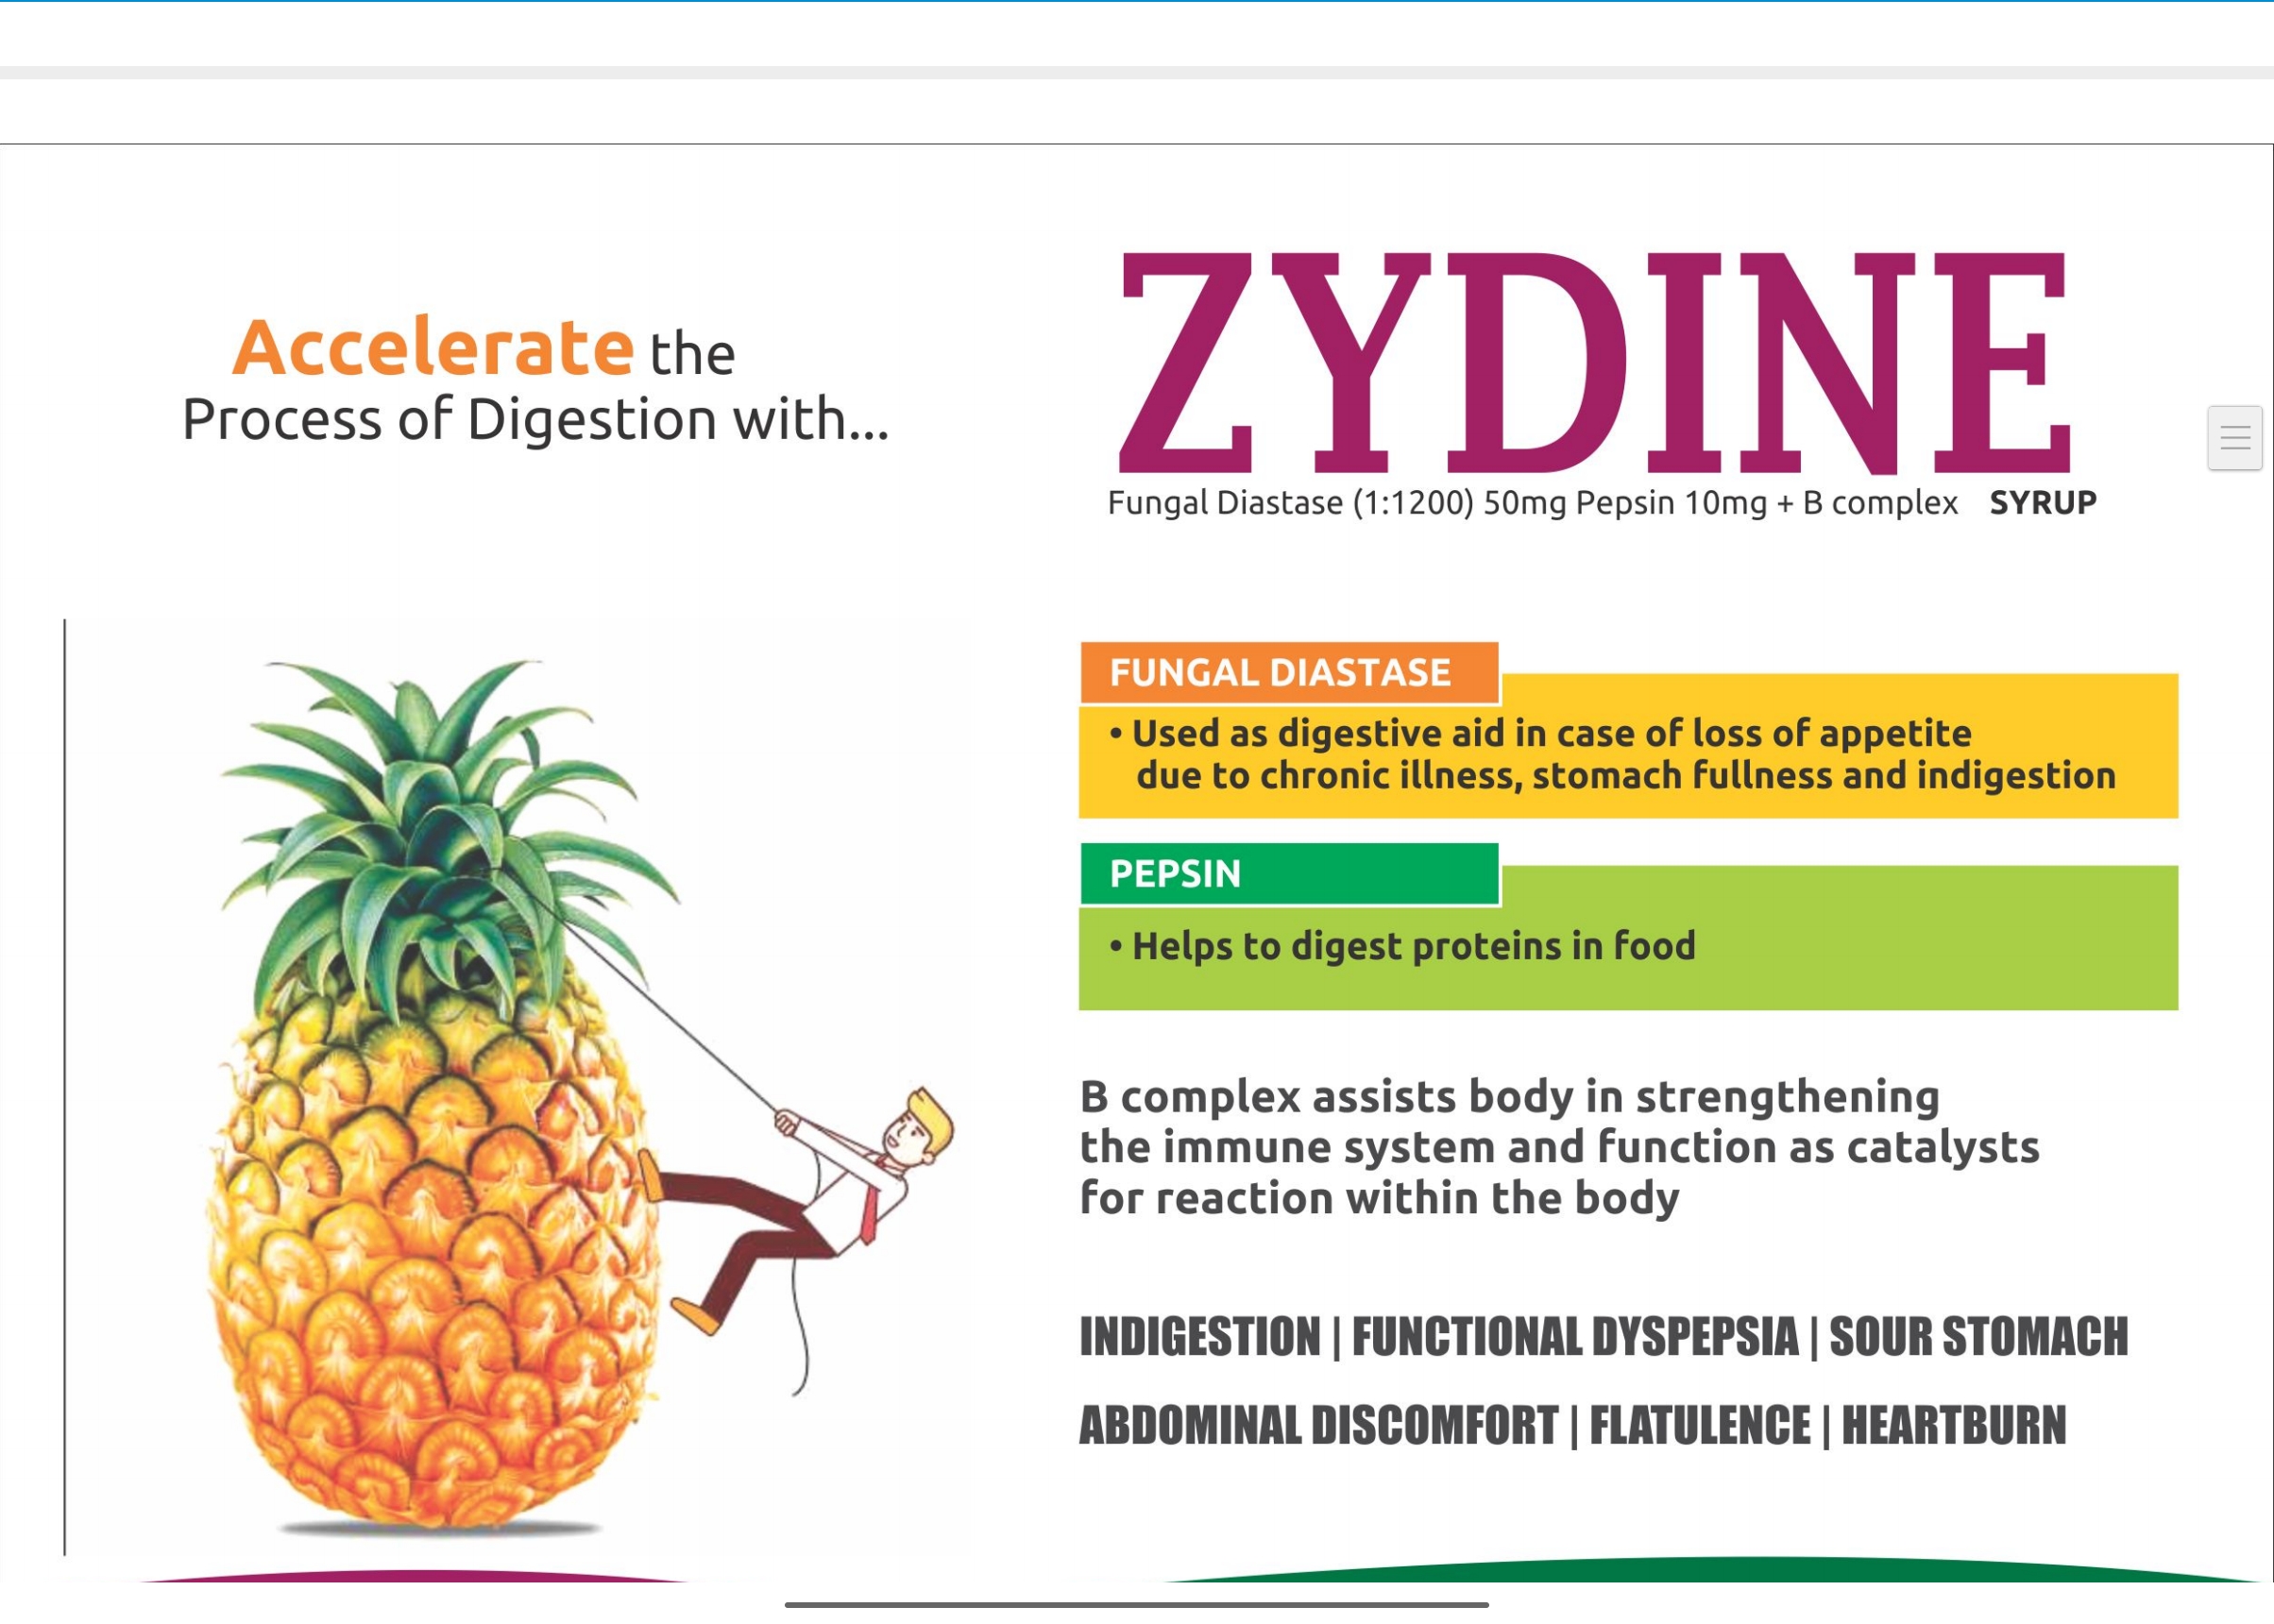 Accelerate the
Process of Digestion with...
ZYDINE
Fungal Diastase (1:1200) 50mg Pepsin 10mg + B complex SYRUP
FUNGAL DIASTASE
• Used as digestive aid in case of loss of appetite
due to chronic illness, stomach fullness and indigestion
PEPSIN
• Helps to digest proteins in food
B complex assists body in strengthening
the immune system and function as catalysts
for reaction within the body
INDIGESTION | FUNCTIONAL DYSPEPSIA | SOUR STOMACH
ABDOMINAL DISCOMFORT | FLATULENCE | HEARTBURN